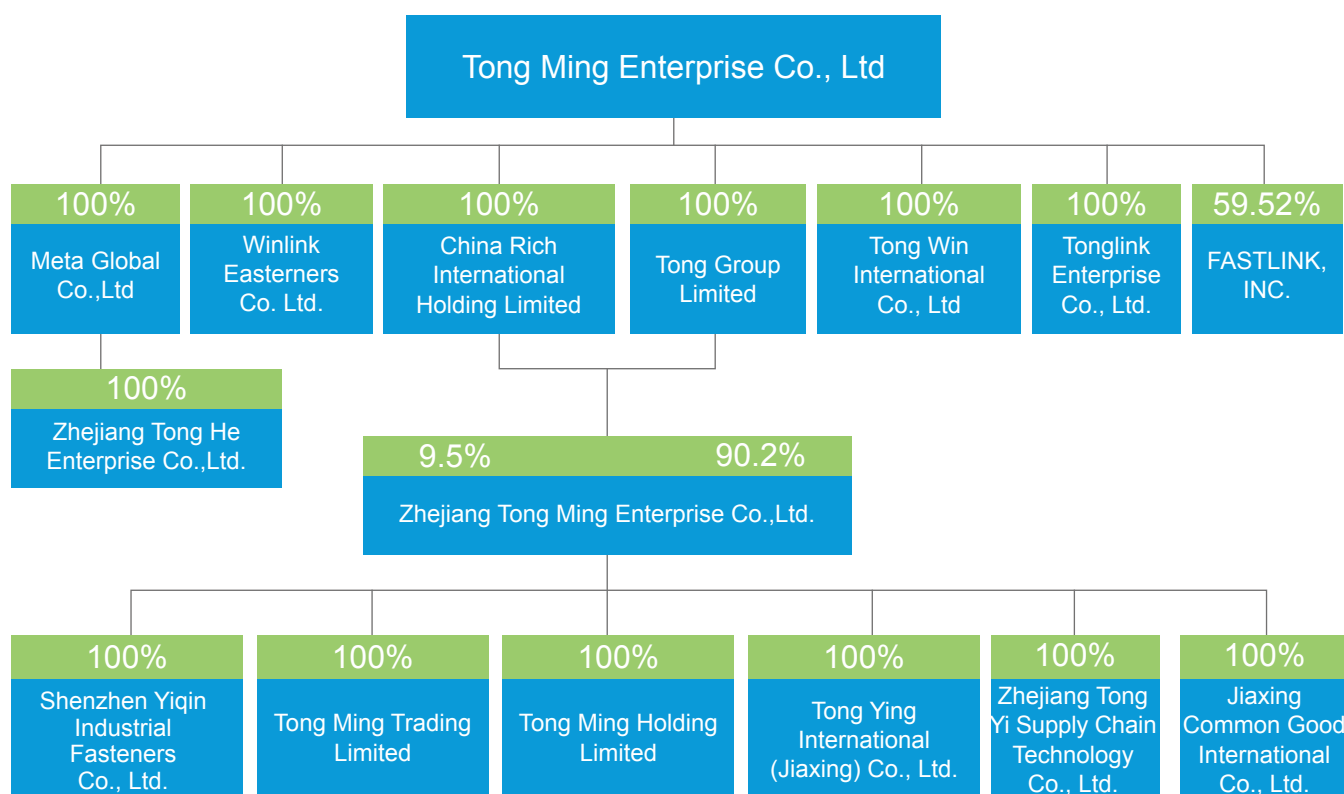 Tong Ming Enterprise Co., Ltd
100%
Meta Global
Co.,Ltd
100%
Winlink
Easterners
Co. Ltd.
100%
China Rich
International
Holding Limited
100%
Tong Group
Limited
100%
Tong Win
International
Co., Ltd
100%
Tonglink
Enterprise
Co., Ltd.
59.52%
FASTLINK,
INC.
100%
Zhejiang Tong He
Enterprise Co.,Ltd.
9.5% 90.2%
Zhejiang Tong Ming Enterprise Co.,Ltd.
100%
Shenzhen Yiqin
Industrial
Fasteners
Co., Ltd.
100%
Tong Ming Trading
Limited
100%
Tong Ming Holding
Limited
100%
Tong Ying
International
(Jiaxing) Co., Ltd.
100%
Zhejiang Tong
Yi Supply Chain
Technology
Co., Ltd.
100%
Jiaxing
Common Good
International
Co., Ltd.